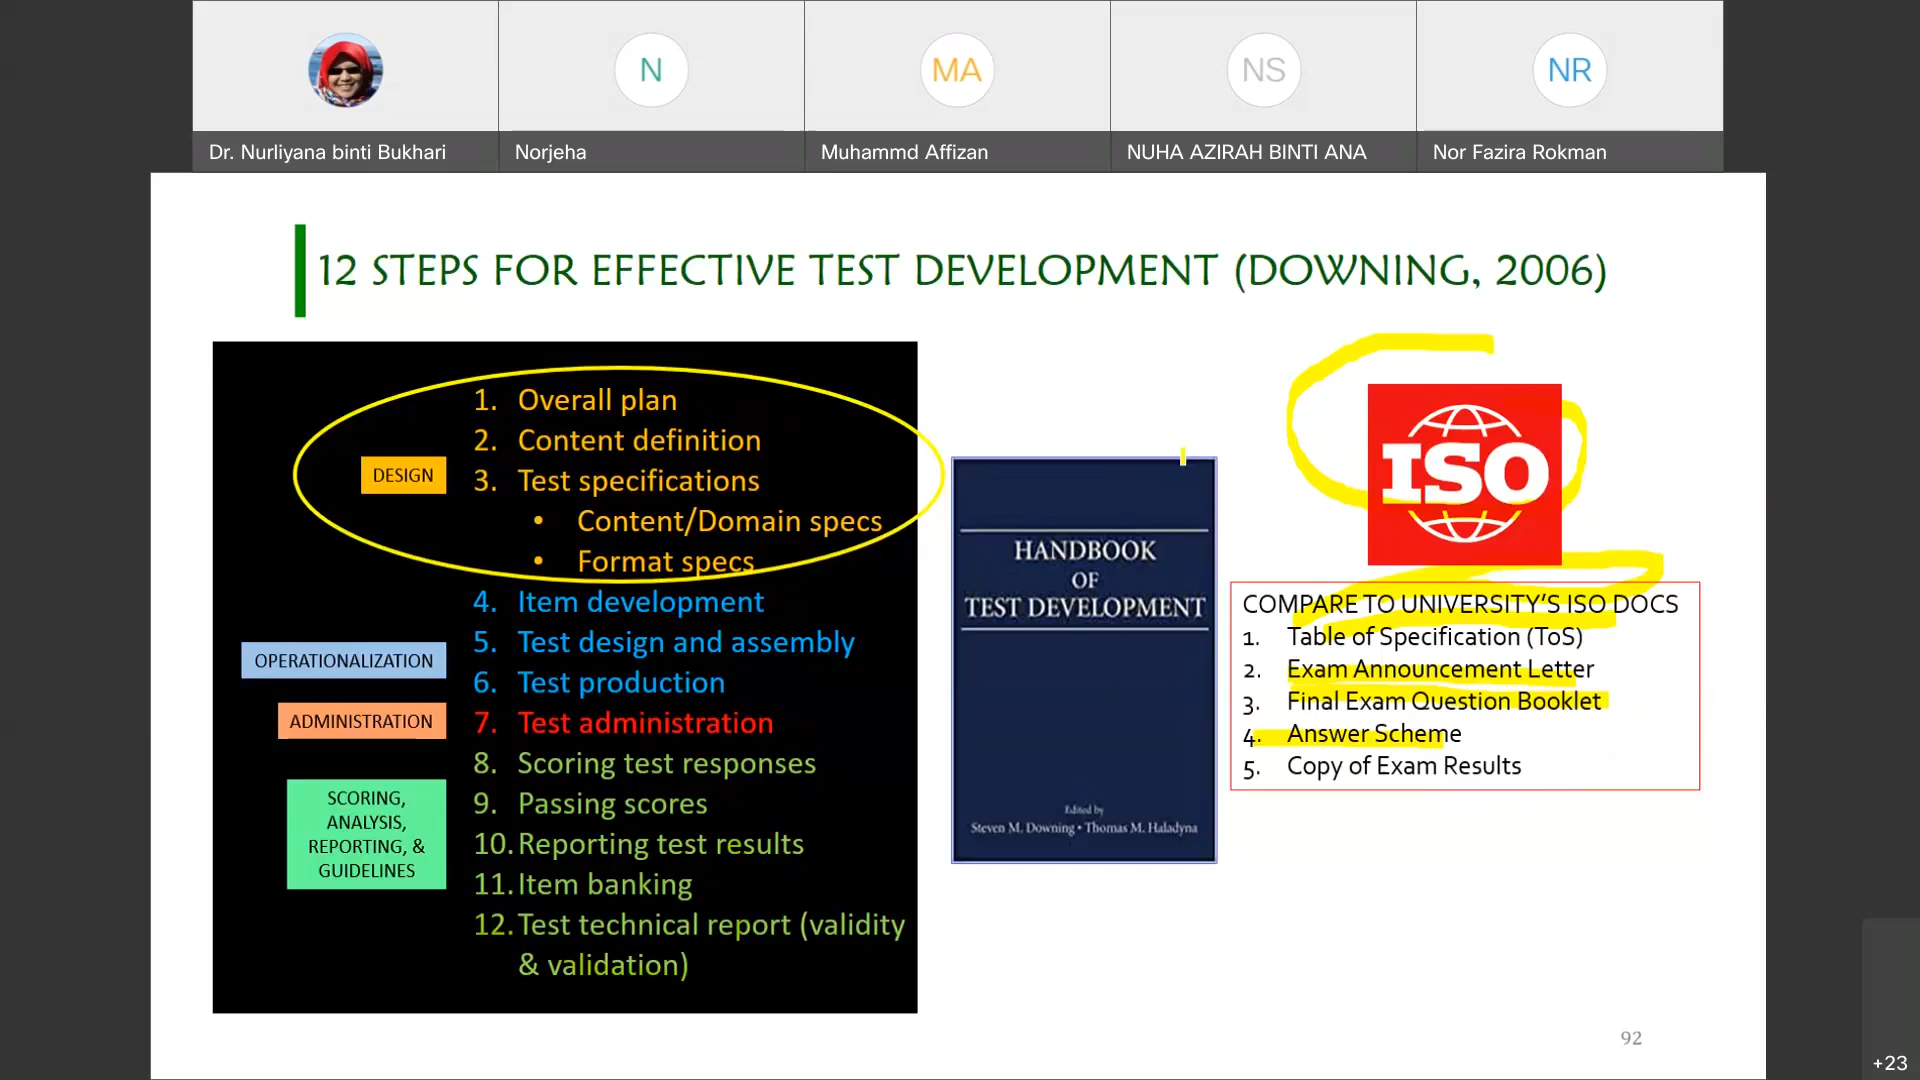 N
MA
NS
NR
Dr. Nurliyana binti Bukhari
Norjeha
Muhammd Affizan
NUHA AZIRAH BINTI ANA
Nor Fazira Rokman
12 STEPS FOR EFFECTIVE TEST DEVELOPMENT (DOWNING, 2006)
DESIGN
1. Overall plan
2. Content definition
3. Test specifications
• Content/Domain specs
• Format specs
OPERATIONALIZATION
4. Item development
5. Test design and assembly
6. Test production
ADMINISTRATION
7. Test administration
SCORING,
ANALYSIS,
REPORTING, &
GUIDELINES
8. Scoring test responses
9. Passing scores
10. Reporting test results
11. Item banking
12. Test technical report (validity
& validation)
HANDBOOK
OF
TEST DEVELOPMENT
Edited by
Steven M. Downing • Thomas M. Haladyna
ISO
COMPARE TO UNIVERSITY'S ISO DOCS
1. Table of Specification (ToS)
2. Exam Announcement Letter
3. Final Exam Question Booklet
4. Answer Scheme
5. Copy of Exam Results
92
+23